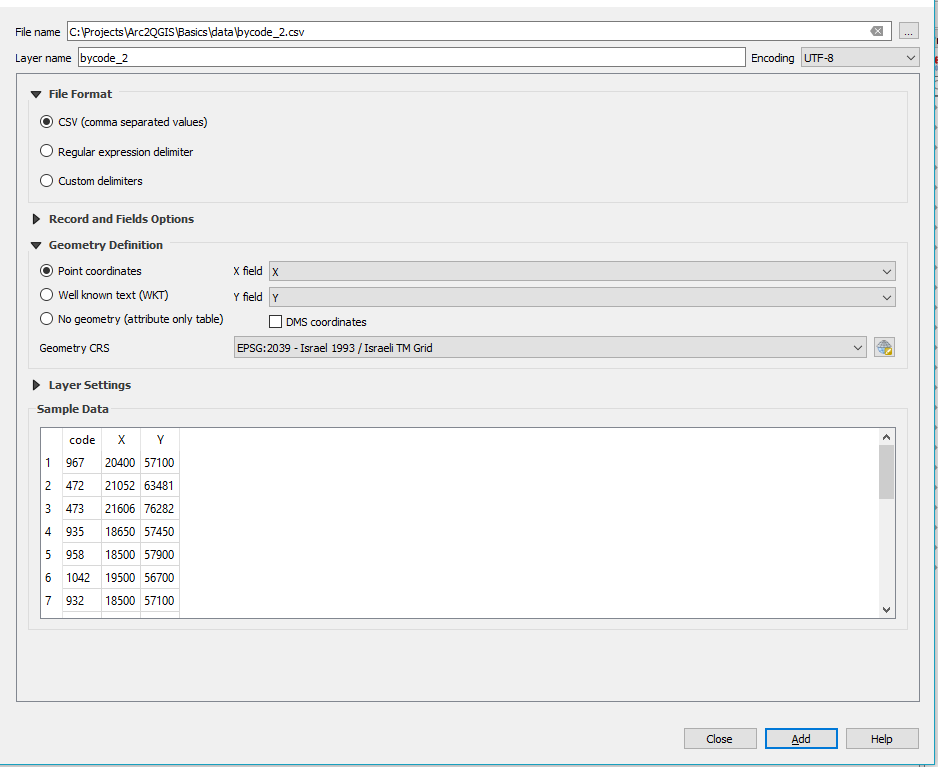 File name C:\Projects\Arc2QGIS\Basics\data\bycode_2.csv ...
Layer name bycode_2 Encoding UTF-8
File Format
CSV (comma separated values)
Regular expression delimiter
Custom delimiters
Record and Fields Options
Geometry Definition
Point coordinates X field X
Well known text (WKT) Y field Y
No geometry (attribute only table) DMS coordinates
Geometry CRS EPSG:2039 - Israel 1993 / Israeli TM Grid
Layer Settings
Sample Data
code X Y
1 967 20400 57100
2 472 21052 63481
3 473 21606 76282
4 935 18650 57450
5 958 18500 57900
6 1042 19500 56700
7 932 18500 57100
Close Add Help